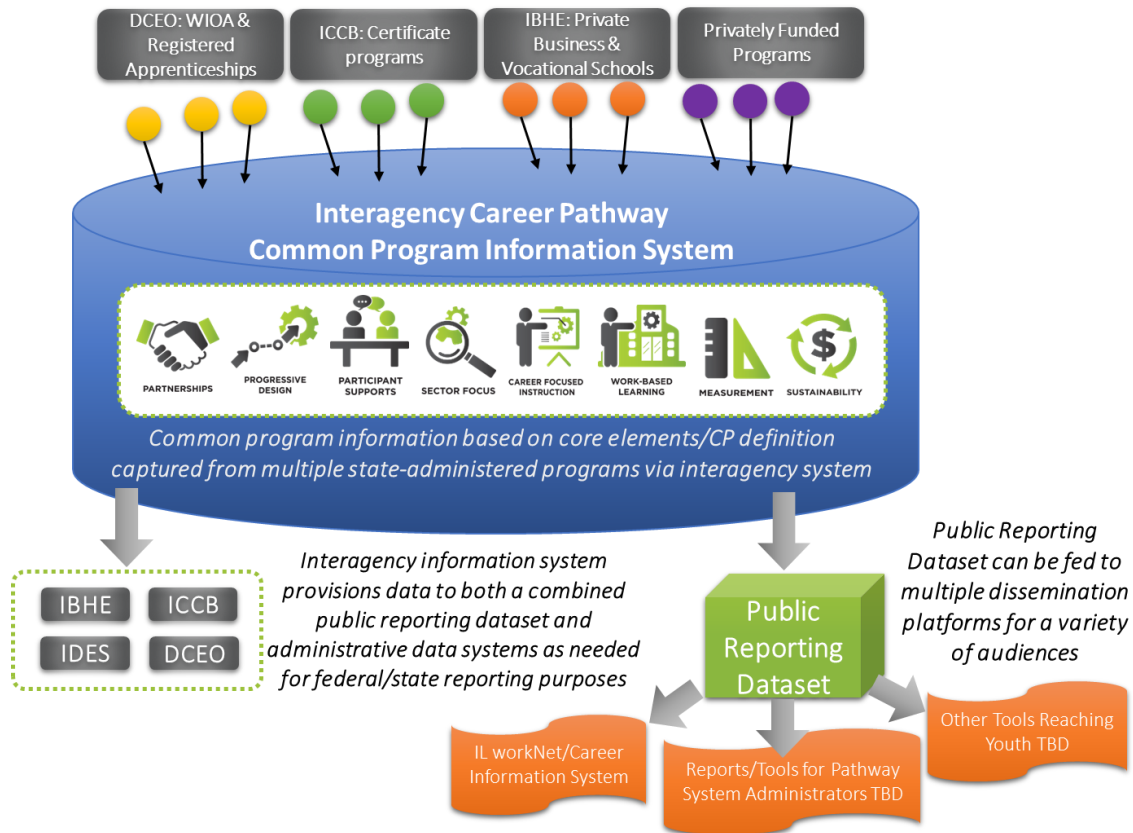 DCEO: WIOA &
Registered
Apprenticeships
ICCB: Certificate
programs
IBHE: Private
Business &
Vocational Schools
Privately Funded
Programs
Interagency Career Pathway
Common Program Information System
PARTNERSHIPS
PROGRESSIVE
DESIGN
PARTICIPANT
SUPPORTS
SECTOR FOCUS
CAREER FOCUSED
INSTRUCTION
WORK-BASED
LEARNING
MEASUREMENT
$
SUSTAINABILITY
Common program information based on core elements/CP definition
captured from multiple state-administered programs via interagency system
IBHE
ICCB
IDES
DCEO
Interagency information system
provisions data to both a combined
public reporting dataset and
administrative data systems as needed
for federal/state reporting purposes
Public
Reporting
Dataset
Public Reporting
Dataset can be fed to
multiple dissemination
platforms for a variety
of audiences
IL workNet/Career
Information System
Reports/Tools for Pathway
System Administrators TBD
Other Tools Reaching
Youth TBD